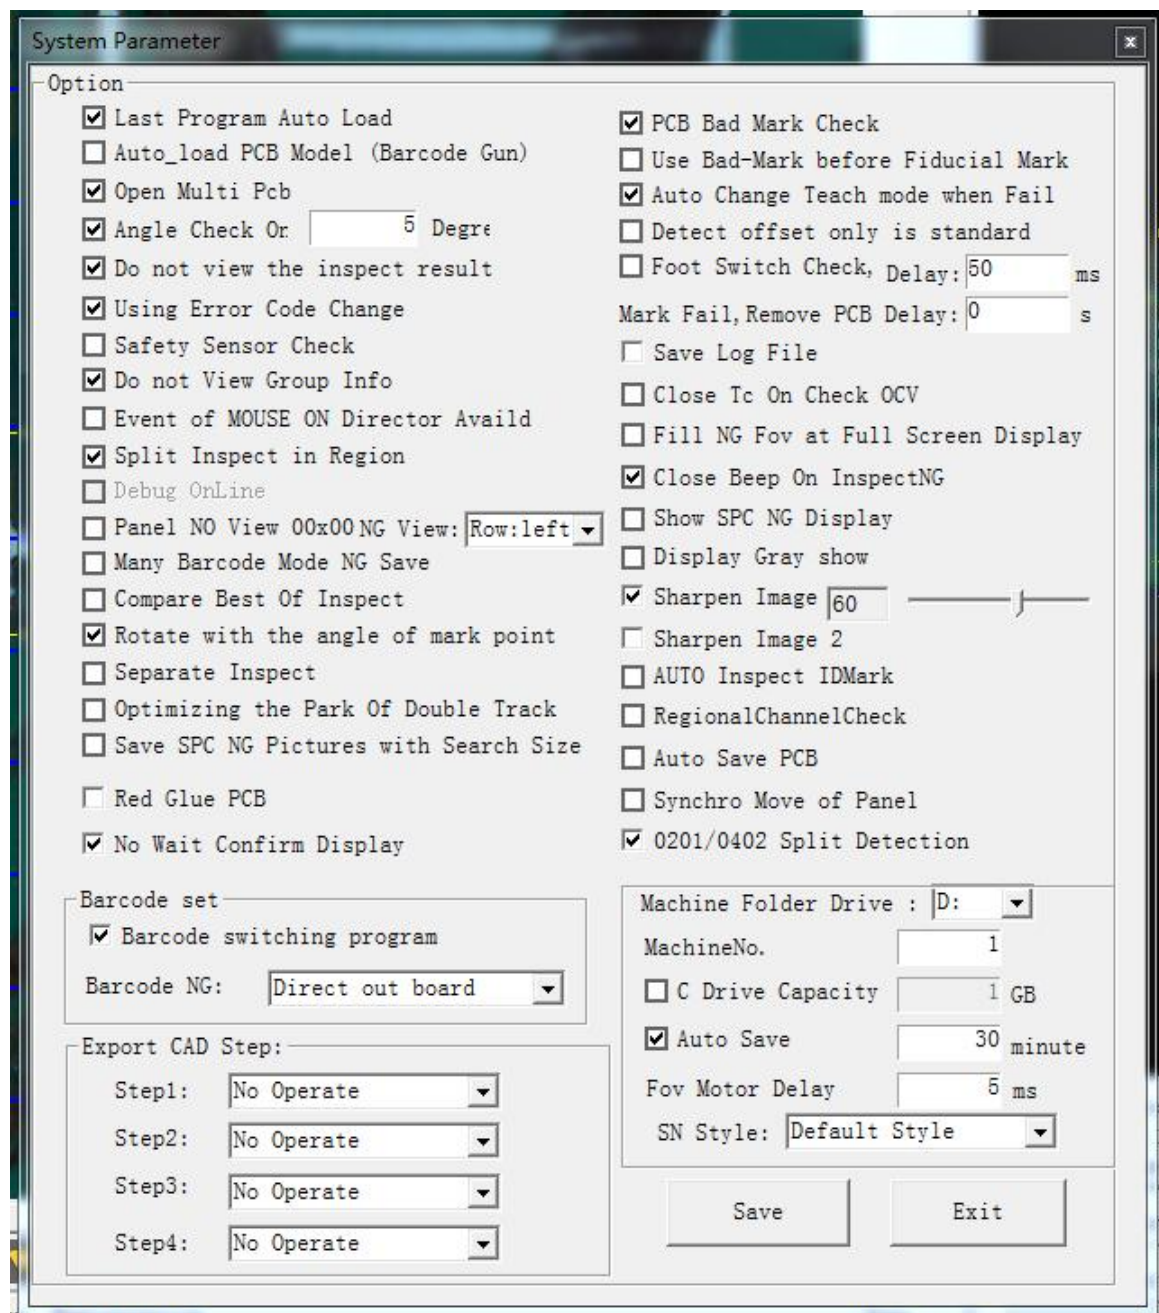 System Parameter
Option
Last Program Auto Load
Auto_load PCB Model (Barcode Gun)
Open Multi Pcb
Angle Check On 5 Degre
Do not view the inspect result
Using Error Code Change
Safety Sensor Check
Do not View Group Info
Event of MOUSE ON Director Availd
Split Inspect in Region
Debug OnLine
Panel NO View 00x00 NG View: Row:left
Many Barcode Mode NG Save
Compare Best Of Inspect
Rotate with the angle of mark point
Separate Inspect
Optimizing the Park Of Double Track
Save SPC NG Pictures with Search Size
Red Glue PCB
No Wait Confirm Display
PCB Bad Mark Check
Use Bad-Mark before Fiducial Mark
Auto Change Teach mode when Fail
Detect offset only is standard
Foot Switch Check, Delay: 50 ms
Mark Fail, Remove PCB Delay: 0 s
Save Log File
Close Tc On Check OCV
Fill NG Fov at Full Screen Display
Close Beep On InspectNG
Show SPC NG Display
Display Gray show
Sharpen Image 60
Sharpen Image 2
AUTO Inspect IDMark
RegionalChannelCheck
Auto Save PCB
Synchro Move of Panel
0201/0402 Split Detection
Barcode set
Barcode switching program
Barcode NG: Direct out board
Export CAD Step:
Step1: No Operate
Step2: No Operate
Step3: No Operate
Step4: No Operate
Machine Folder Drive : D:
MachineNo. 1
C Drive Capacity 1 GB
Auto Save 30 minute
Fov Motor Delay 5 ms
SN Style: Default Style
Save
Exit